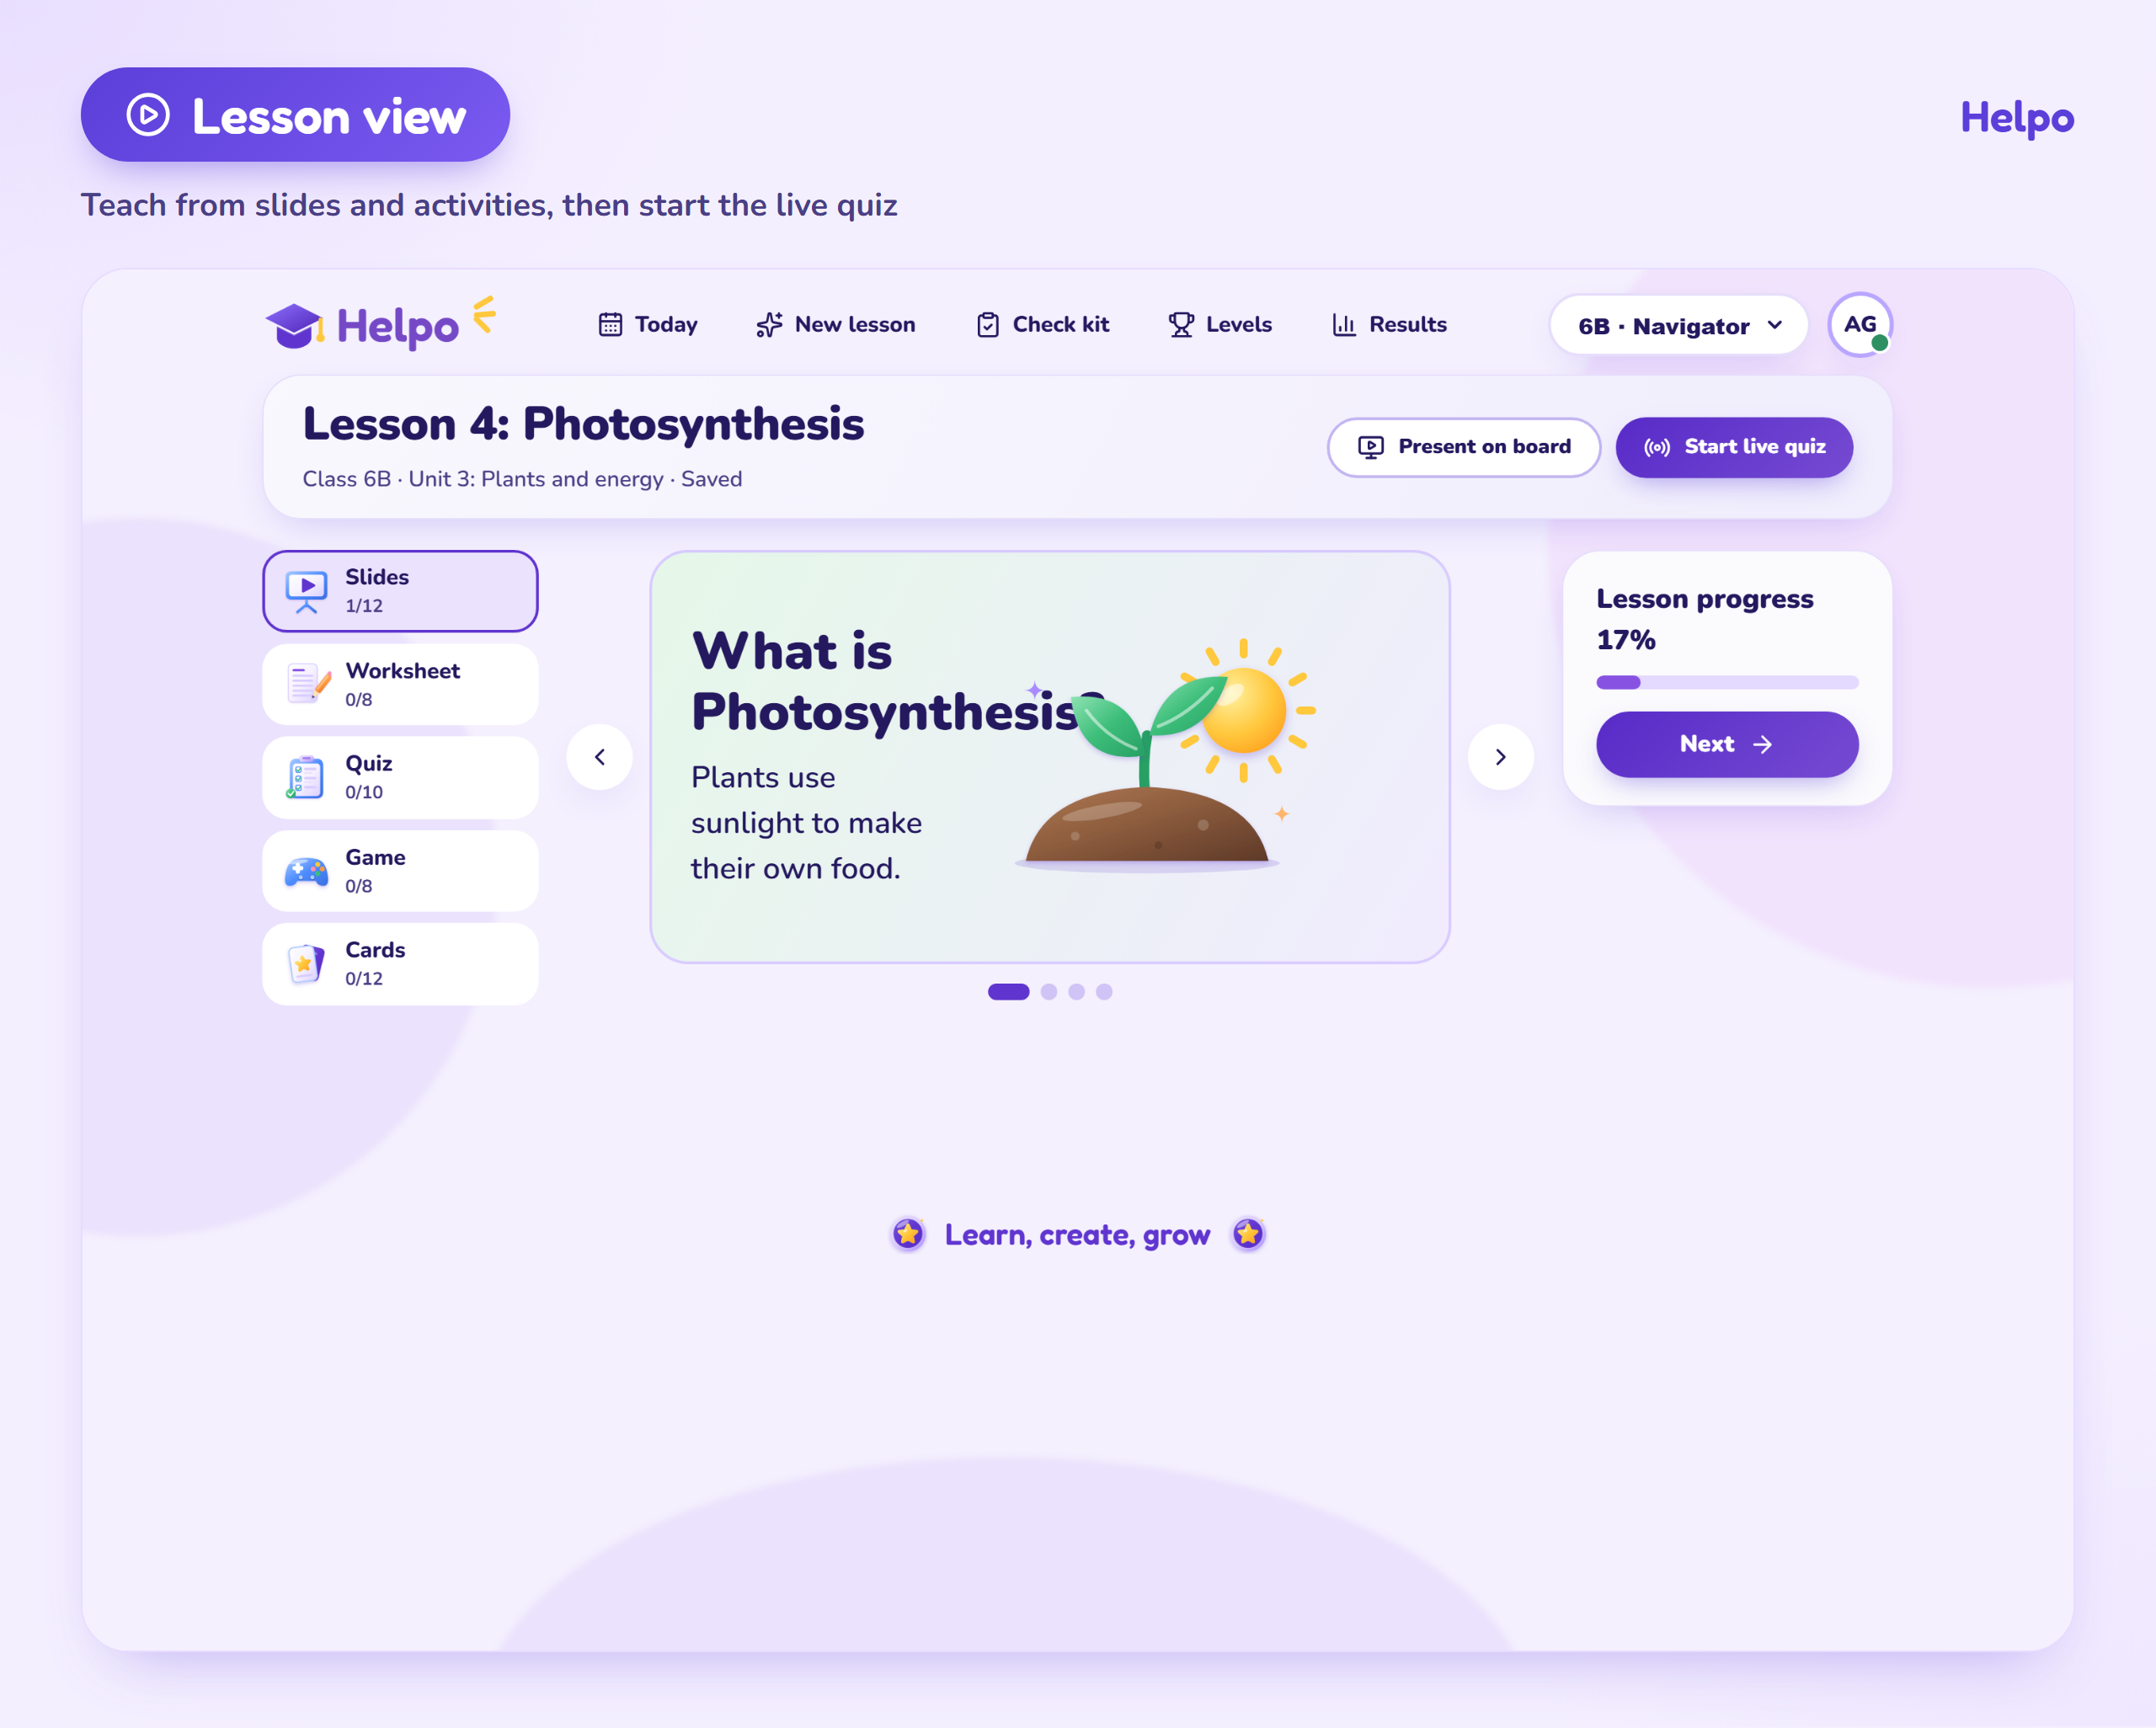 Lesson view
Helpo
Teach from slides and activities, then start the live quiz
Helpo
Today
New lesson
Check kit
Levels
Results
6B · Navigator
AG
Lesson 4: Photosynthesis
Class 6B · Unit 3: Plants and energy · Saved
Present on board
Start live quiz
Slides
1/12
Worksheet
0/8
Quiz
0/10
Game
0/8
Cards
0/12
What is
Photosynthesis?
Plants use
sunlight to make
their own food.
Lesson progress
17%
Next
Learn, create, grow